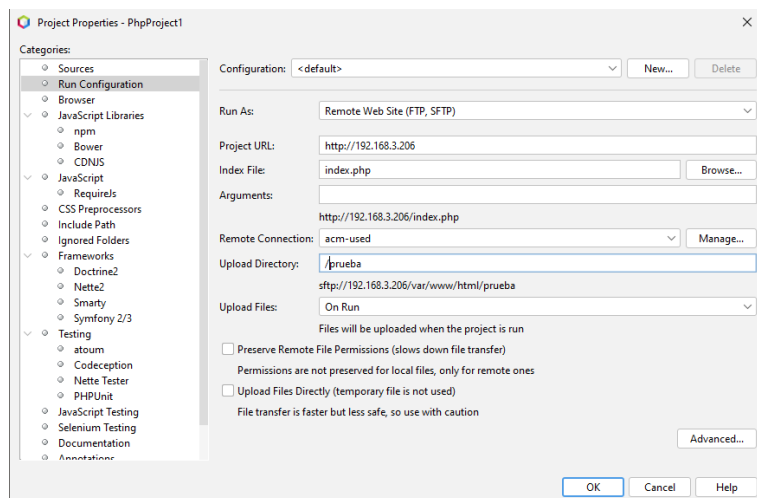 Project Properties - PhpProject1
Categories:
Sources
Run Configuration
Browser
JavaScript Libraries
npm
Bower
CDNJS
JavaScript
RequireJs
CSS Preprocessors
Include Path
Ignored Folders
Frameworks
Doctrine2
Nette2
Smarty
Symfony 2/3
Testing
atoum
Codeception
Nette Tester
PHPUnit
JavaScript Testing
Selenium Testing
Documentation
Annotations
Configuration: <default> New... Delete
Run As: Remote Web Site (FTP, SFTP)
Project URL: http://192.168.3.206
Index File: index.php Browse...
Arguments:
http://192.168.3.206/index.php
Remote Connection: acm-used Manage...
Upload Directory: /prueba
sftp://192.168.3.206/var/www/html/prueba
Upload Files: On Run
Files will be uploaded when the project is run
Preserve Remote File Permissions (slows down file transfer)
Permissions are not preserved for local files, only for remote ones
Upload Files Directly (temporary file is not used)
File transfer is faster but less safe, so use with caution
Advanced...
OK Cancel Help